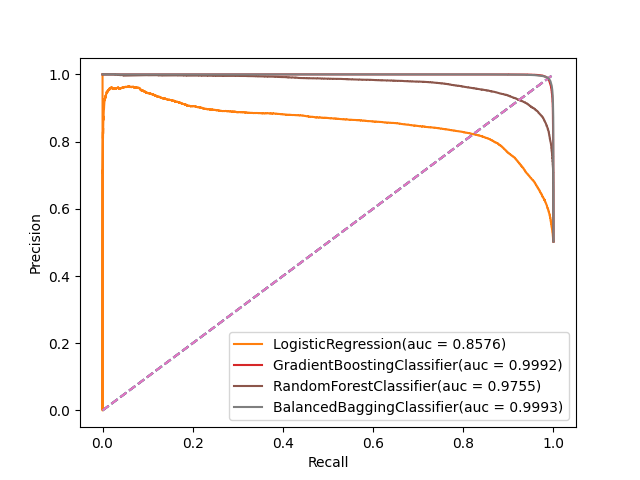 1.0
0.8
0.6
0.4
0.2
0.0
Precision
LogisticRegression(auc = 0.8576)
GradientBoostingClassifier(auc = 0.9992)
RandomForestClassifier(auc = 0.9755)
BalancedBaggingClassifier(auc = 0.9993)
0.0 0.2 0.4 0.6 0.8 1.0
Recall